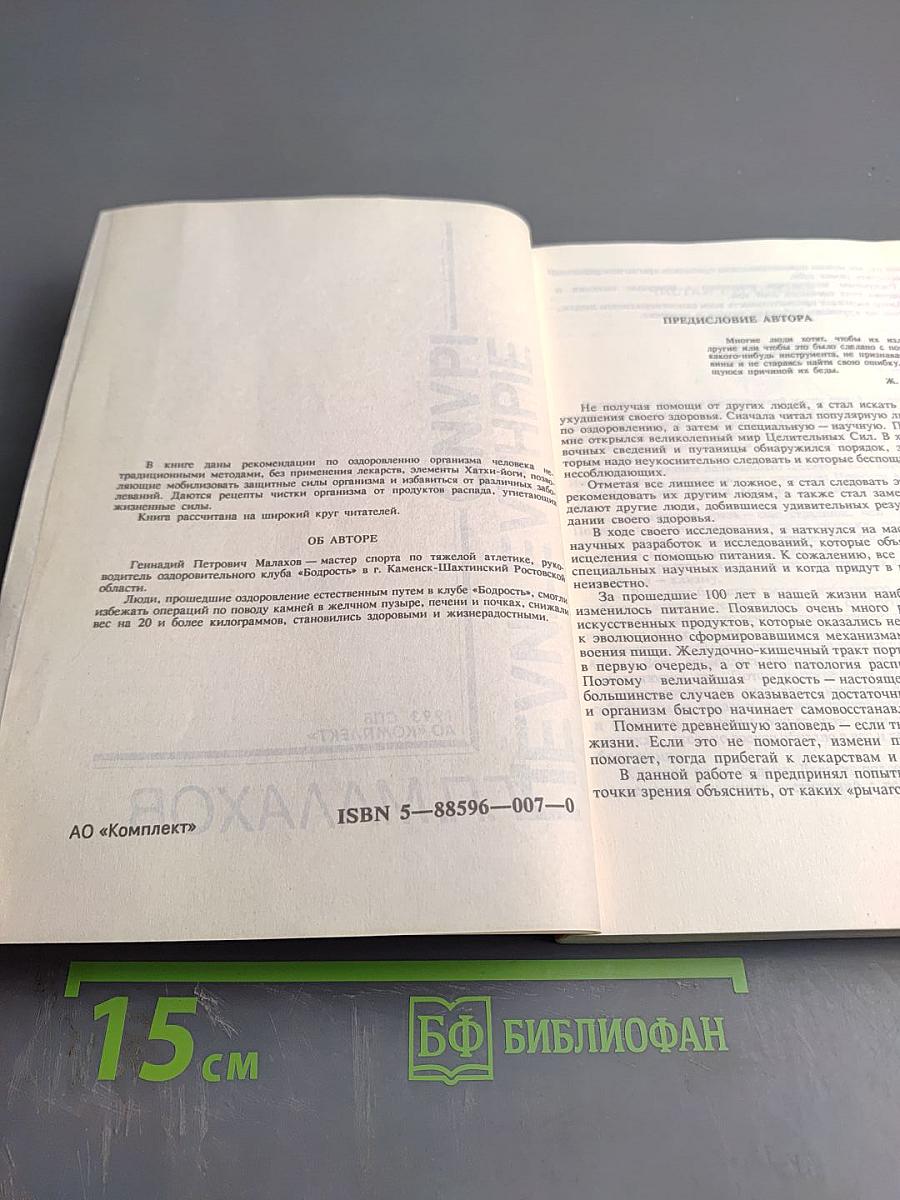 В книге даны рекомендации по оздоровлению организма человека не-
традиционными методами, без применения лекарств, элементы Хатхи-йоги, позво-
ляющие мобилизовать защитные силы организма и избавиться от различных забо-
леваний. Даются рецепты чистки организма от продуктов распада, угнетающих
жизненные силы.
Книга рассчитана на широкий круг читателей.
ОБ АВТОРЕ
Геннадий Петрович Малахов — мастер спорта по тяжелой атлетике, руко-
водитель оздоровительного клуба «Бодрость» в г. Каменск-Шахтинский Ростовской
области.
Люди, прошедшие оздоровление естественным путем в клубе «Бодрость», смогли
избежать операций по поводу камней в желчном пузыре, печени и почках, снижали
вес на 20 и более килограммов, становились здоровыми и жизнерадостными.
1993 СПБ
АО «КОМПЛЕКТ»
МАЛАХОВ
АО «Комплект»
ISBN 5—88596—007—0
ПРЕДИСЛОВИЕ АВТОРА
Многие люди хотят, чтобы их изл
другие или чтобы это было сделано с по
какого-нибудь инструмента, не признава
вины и не стараясь найти свою ошибку,
щуюся причиной их беды.
Ж.
Не получая помощи от других людей, я стал искать
ухудшения своего здоровья. Сначала читал популярную л
по оздоровлению, а затем и специальную — научную. П
мне открылся великолепный мир Целительных Сил. В х
вочных сведений и путаницы обнаружился порядок, з
торым надо неукоснительно следовать и которые беспоща
несоблюдающих.
Отметая все лишнее и ложное, я стал следовать э
рекомендовать их другим людям, а также стал заме
делают другие люди, добившиеся удивительных резу
дании своего здоровья.
В ходе своего исследования, я наткнулся на ма
научных разработок и исследований, которые объ
исцеления с помощью питания. К сожалению, все
специальных научных изданий и когда придут в
неизвестно.
За прошедшие 100 лет в нашей жизни наиб
изменилось питание. Появилось очень много р
искусственных продуктов, которые оказались не
к эволюционно сформировавшимся механизмам
воения пищи. Желудочно-кишечный тракт порт
в первую очередь, а от него патология расп
Поэтому величайшая редкость — настояще
большинстве случаев оказывается достаточн
и организм быстро начинает самовосстанавл
Помните древнейшую заповедь — если ты
жизни. Если это не помогает, измени п
помогает, тогда прибегай к лекарствам и
В данной работе я предпринял попыт
точки зрения объяснить, от каких «рычаго
15 см
БФ БИБЛИОФАН